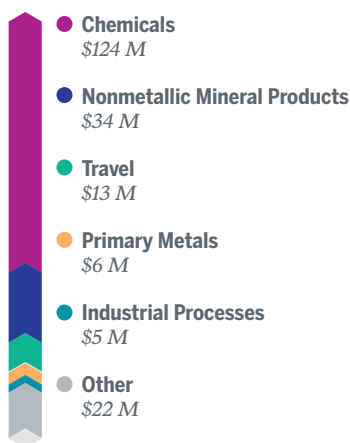 Chemicals
$124 M
Nonmetallic Mineral Products
$34 M
Travel
$13 M
Primary Metals
$6 M
Industrial Processes
$5 M
Other
$22 M